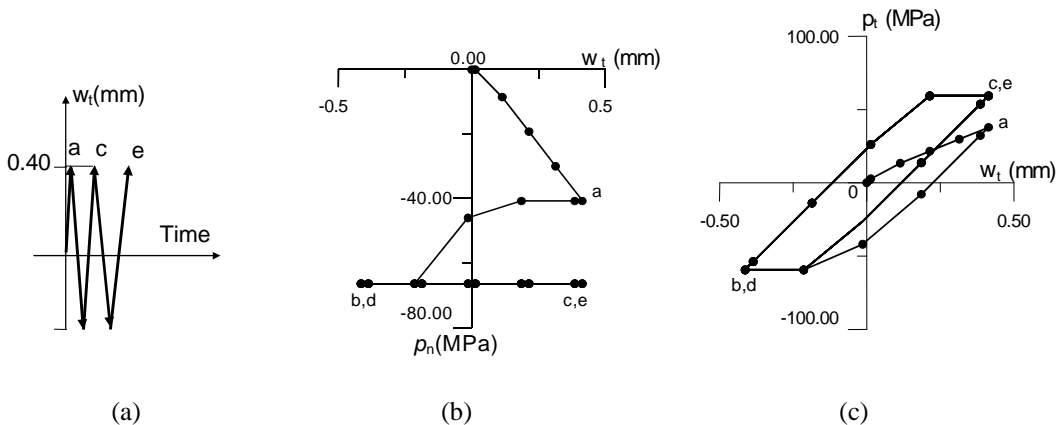 wt(mm)
a
c
e
0.40
Time
(a)
0.00
wt (mm)
-0.5
0.5
-40.00
a
b,d
c,e
-80.00
pn(MPa)
(b)
pt (MPa)
100.00
c,e
a
wt (mm)
0
-0.50
0.50
b,d
-100.00
(c)